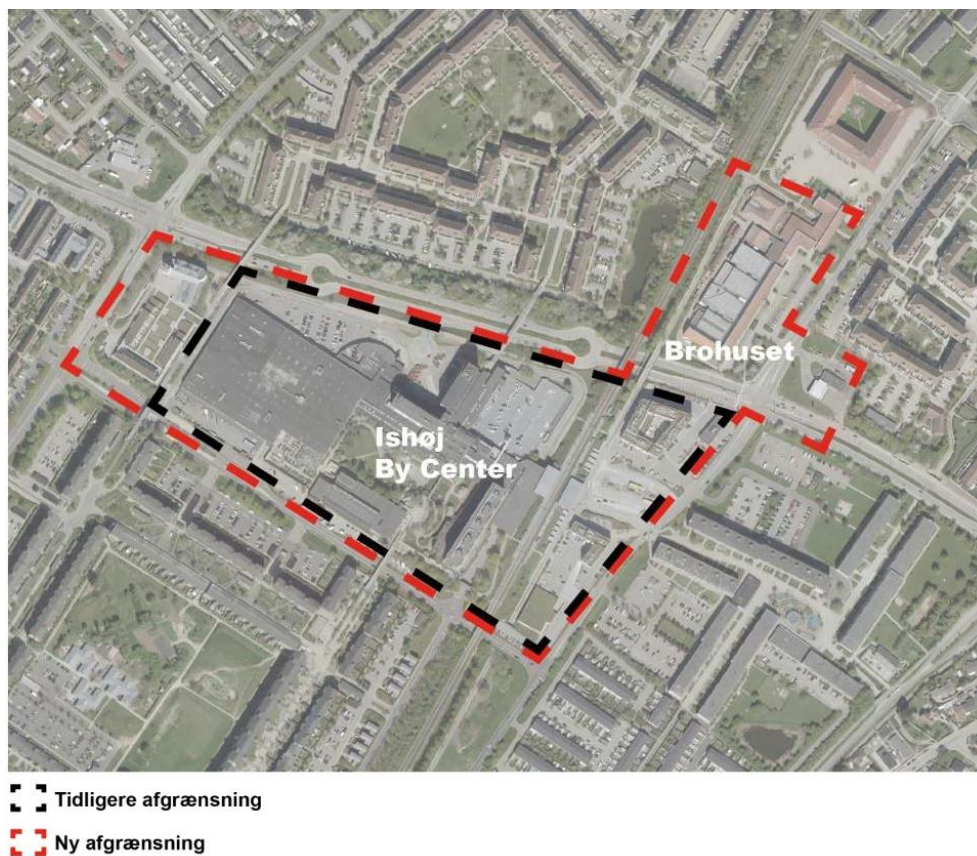 Brohuset
Ishøj
By Center
Tidligere afgrænsning
Ny afgrænsning